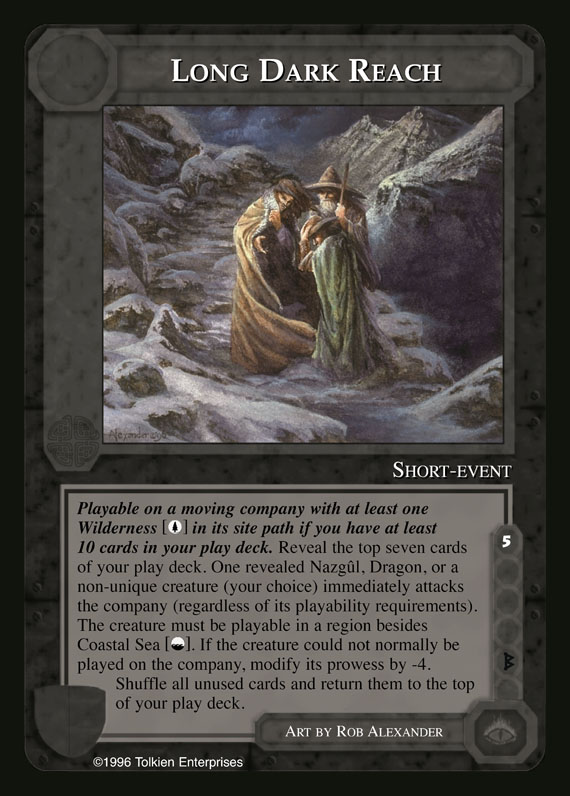 Long Dark Reach
Alexander 96
Short-event
Playable on a moving company with at least one
Wilderness [ ] in its site path if you have at least
10 cards in your play deck. Reveal the top seven cards
of your play deck. One revealed Nazgûl, Dragon, or a
non-unique creature (your choice) immediately attacks
the company (regardless of its playability requirements).
The creature must be playable in a region besides
Coastal Sea [ ]. If the creature could not normally be
played on the company, modify its prowess by -4.
Shuffle all unused cards and return them to the top
of your play deck.
5
ᛒ
Art by Rob Alexander
©1996 Tolkien Enterprises